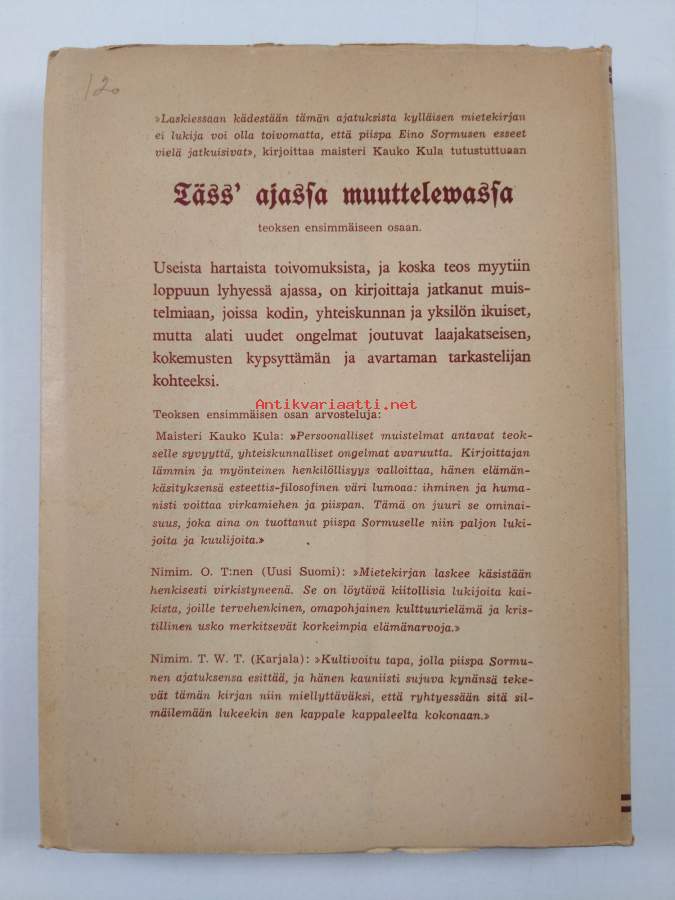 120
»Laskiessaan kädestään tämän ajatuksista kylläisen mietekirjan
ei lukija voi olla toivomatta, että piispa Eino Sormusen esseet
vielä jatkuisivat», kirjoittaa maisteri Kauko Kula tutustuttuaan
Täss' ajassa muuttelewassa
teoksen ensimmäiseen osaan.
Useista hartaista toivomuksista, ja koska teos myytiin
loppuun lyhyessä ajassa, on kirjoittaja jatkanut muis-
telmiaan, joissa kodin, yhteiskunnan ja yksilön ikuiset,
mutta alati uudet ongelmat joutuvat laajakatseisen,
kokemusten kypsyttämän ja avartaman tarkastelijan
kohteeksi.
Antikvariaatti.net
Teoksen ensimmäisen osan arvosteluja:
Maisteri Kauko Kula: »Persoonalliset muistelmat antavat teok-
selle syvyyttä, yhteiskunnalliset ongelmat avaruutta. Kirjoittajan
lämmin ja myönteinen henkilöllisyys valloittaa, hänen elämän-
käsityksensä esteettis-filosofinen väri lumoaa: ihminen ja huma-
nisti voittaa virkamiehen ja piispan. Tämä on juuri se ominai-
suus, joka aina on tuottanut piispa Sormuselle niin paljon luki-
joita ja kuulijoita.»
Nimim. O. T:nen (Uusi Suomi): »Mietekirjan laskee käsistään
henkisesti virkistyneenä. Se on löytävä kiitollisia lukijoita kai-
kista, joille tervehenkinen, omapohjainen kulttuurielämä ja kris-
tillinen usko merkitsevät korkeimpia elämänarvoja.»
Nimim. T. W. T. (Karjala): »Kultivoitu tapa, jolla piispa Sormu-
nen ajatuksensa esittää, ja hänen kauniisti sujuva kynänsä teke-
vät tämän kirjan niin miellyttäväksi, että ryhtyessään sitä sil-
mäilemään lukeekin sen kappale kappaleelta kokonaan.»